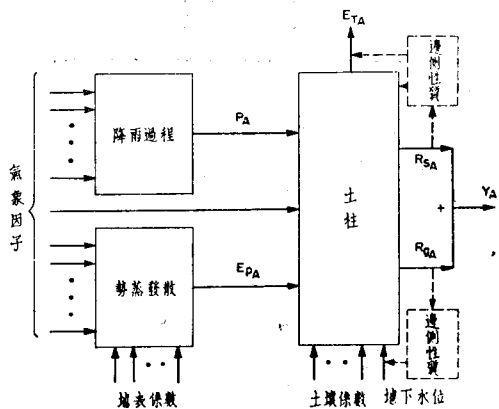 E_TA
邊側性質
氣象因子
降雨過程
P_A
土柱
R_SA
Y_A
+
勢蒸發散
E_PA
R_gA
邊側性質
地表係數
土壤係數
地下水位